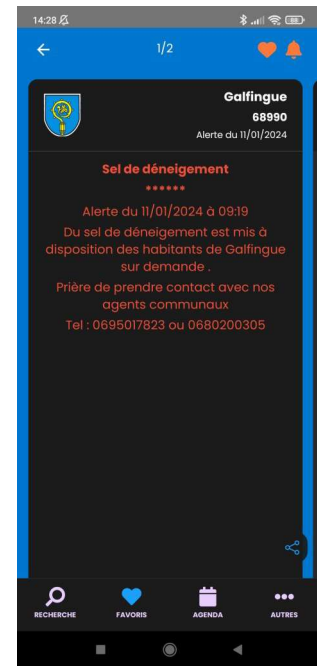 14:28
1/2
Galfingue
68990
Alerte du 11/01/2024
Sel de déneigement
******
Alerte du 11/01/2024 à 09:19
Du sel de déneigement est mis à
disposition des habitants de Galfingue
sur demande .
Prière de prendre contact avec nos
agents communaux
Tel : 0695017823 ou 0680200305
RECHERCHE
FAVORIS
AGENDA
AUTRES